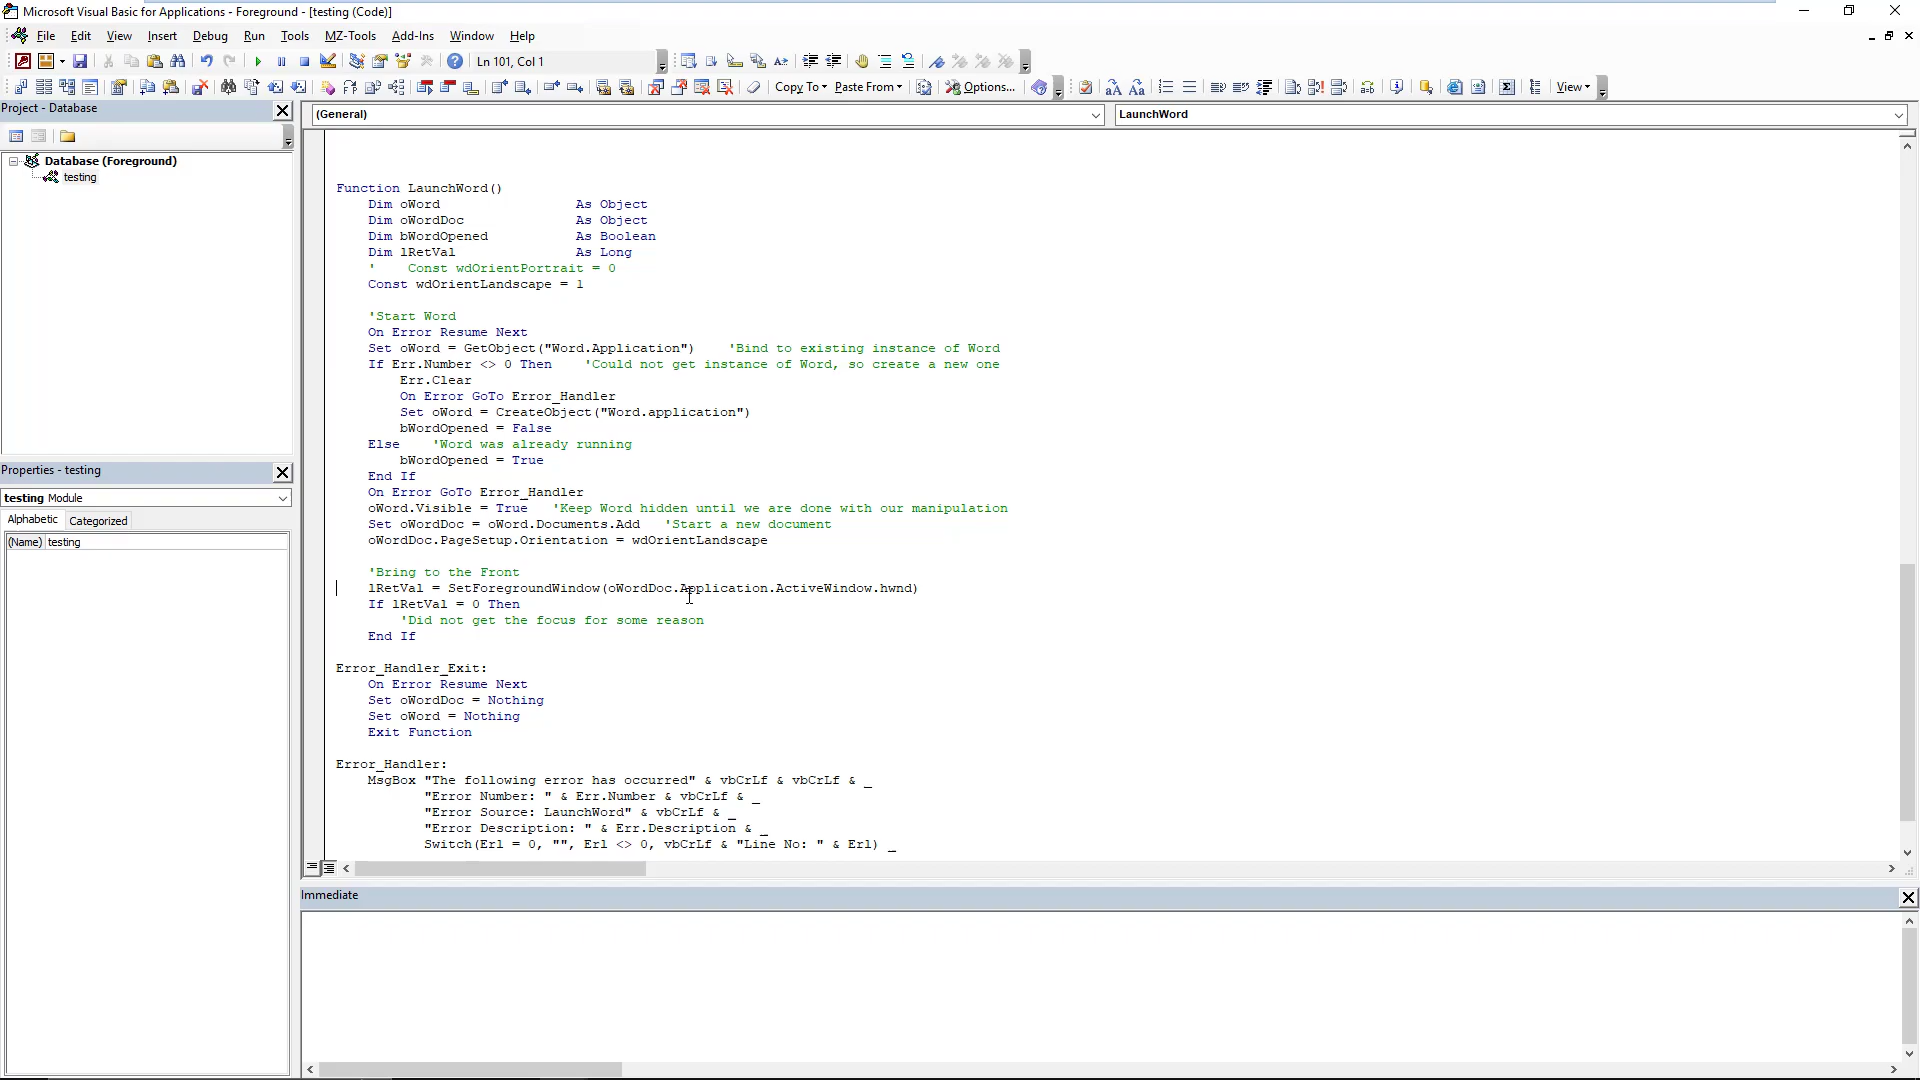 Microsoft Visual Basic for Applications - Foreground - [testing (Code)]
File Edit View Insert Debug Run Tools MZ-Tools Add-Ins Window Help
Ln 101, Col 1
Copy To Paste From Options... View
Project - Database
(General)
LaunchWord
Database (Foreground)
testing
Function LaunchWord()
Dim oWord As Object
Dim oWordDoc As Object
Dim bWordOpened As Boolean
Dim lRetVal As Long
' Const wdOrientPortrait = 0
Const wdOrientLandscape = 1
'Start Word
On Error Resume Next
Set oWord = GetObject("Word.Application") 'Bind to existing instance of Word
If Err.Number <> 0 Then 'Could not get instance of Word, so create a new one
Err.Clear
On Error GoTo Error_Handler
Set oWord = CreateObject("Word.application")
bWordOpened = False
Else 'Word was already running
bWordOpened = True
End If
On Error GoTo Error_Handler
oWord.Visible = True 'Keep Word hidden until we are done with our manipulation
Set oWordDoc = oWord.Documents.Add 'Start a new document
oWordDoc.PageSetup.Orientation = wdOrientLandscape
'Bring to the Front
lRetVal = SetForegroundWindow(oWordDoc.Application.ActiveWindow.hwnd)
If lRetVal = 0 Then
'Did not get the focus for some reason
End If
Error_Handler_Exit:
On Error Resume Next
Set oWordDoc = Nothing
Set oWord = Nothing
Exit Function
Error_Handler:
MsgBox "The following error has occurred" & vbCrLf & vbCrLf & _
"Error Number: " & Err.Number & vbCrLf & _
"Error Source: LaunchWord" & vbCrLf & _
"Error Description: " & Err.Description & _
Switch(Erl = 0, "", Erl <> 0, vbCrLf & "Line No: " & Erl) _
Properties - testing
testing Module
Alphabetic Categorized
(Name) testing
Immediate